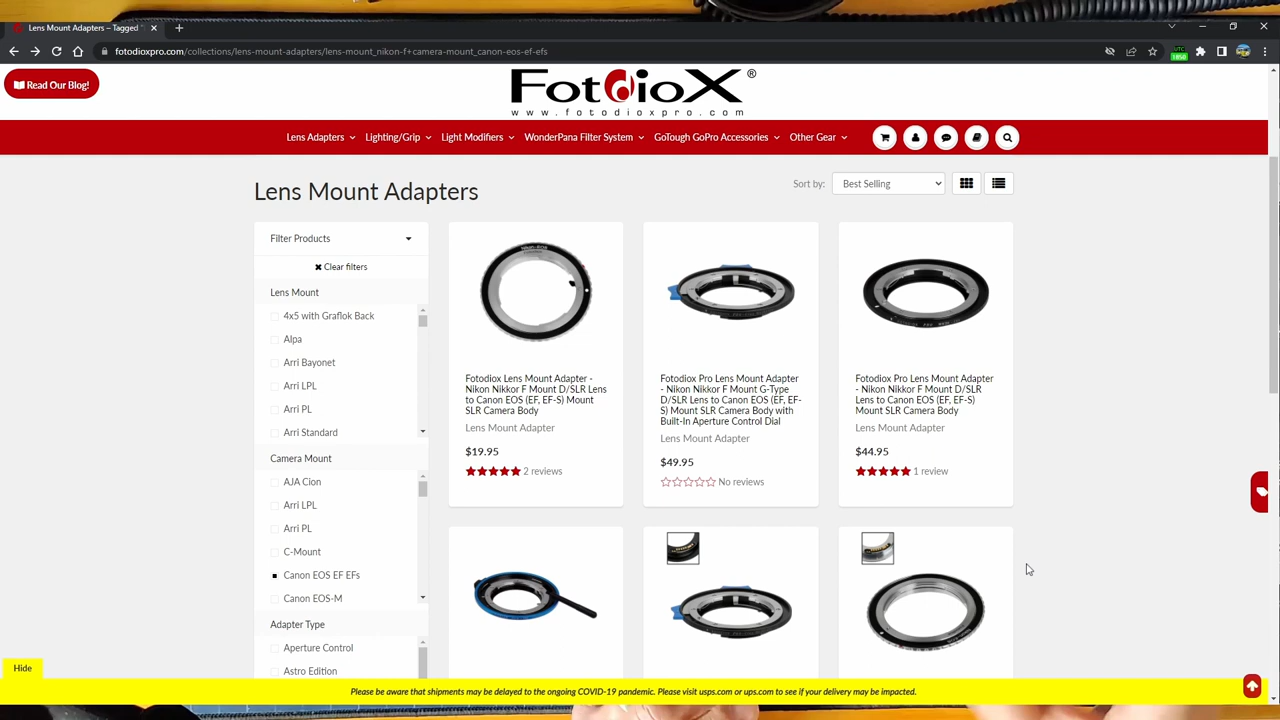 Lens Mount Adapters – Tagged
fotodioxpro.com/collections/lens-mount-adapters/lens-mount_nikon-f+camera-mount_canon-eos-ef-efs
UTC
1850
Read Our Blog!
FotdioX ®
www.fotodioxpro.com
Lens Adapters Lighting/Grip Light Modifiers WonderPana Filter System GoTough GoPro Accessories Other Gear
Lens Mount Adapters
Sort by: Best Selling
Filter Products
Clear filters
Lens Mount
4x5 with Graflok Back
Alpa
Arri Bayonet
Arri LPL
Arri PL
Arri Standard
Camera Mount
AJA Cion
Arri LPL
Arri PL
C-Mount
Canon EOS EF EFs
Canon EOS-M
Adapter Type
Aperture Control
Astro Edition
Fotodiox Lens Mount Adapter -
Nikon Nikkor F Mount D/SLR Lens
to Canon EOS (EF, EF-S) Mount
SLR Camera Body
Lens Mount Adapter
$19.95
2 reviews
Fotodiox Pro Lens Mount Adapter
- Nikon Nikkor F Mount G-Type
D/SLR Lens to Canon EOS (EF, EF-
S) Mount SLR Camera Body with
Built-In Aperture Control Dial
Lens Mount Adapter
$49.95
No reviews
Fotodiox Pro Lens Mount Adapter
- Nikon Nikkor F Mount D/SLR
Lens to Canon EOS (EF, EF-S)
Mount SLR Camera Body
Lens Mount Adapter
$44.95
1 review
Hide
Please be aware that shipments may be delayed to the ongoing COVID-19 pandemic. Please visit usps.com or ups.com to see if your delivery may be impacted.